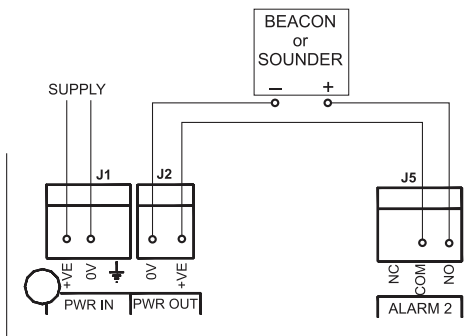 BEACON
or
SOUNDER
− +
SUPPLY
J1 J2 J5
+VE 0V 0V +VE NC COM NO
PWR IN PWR OUT ALARM 2